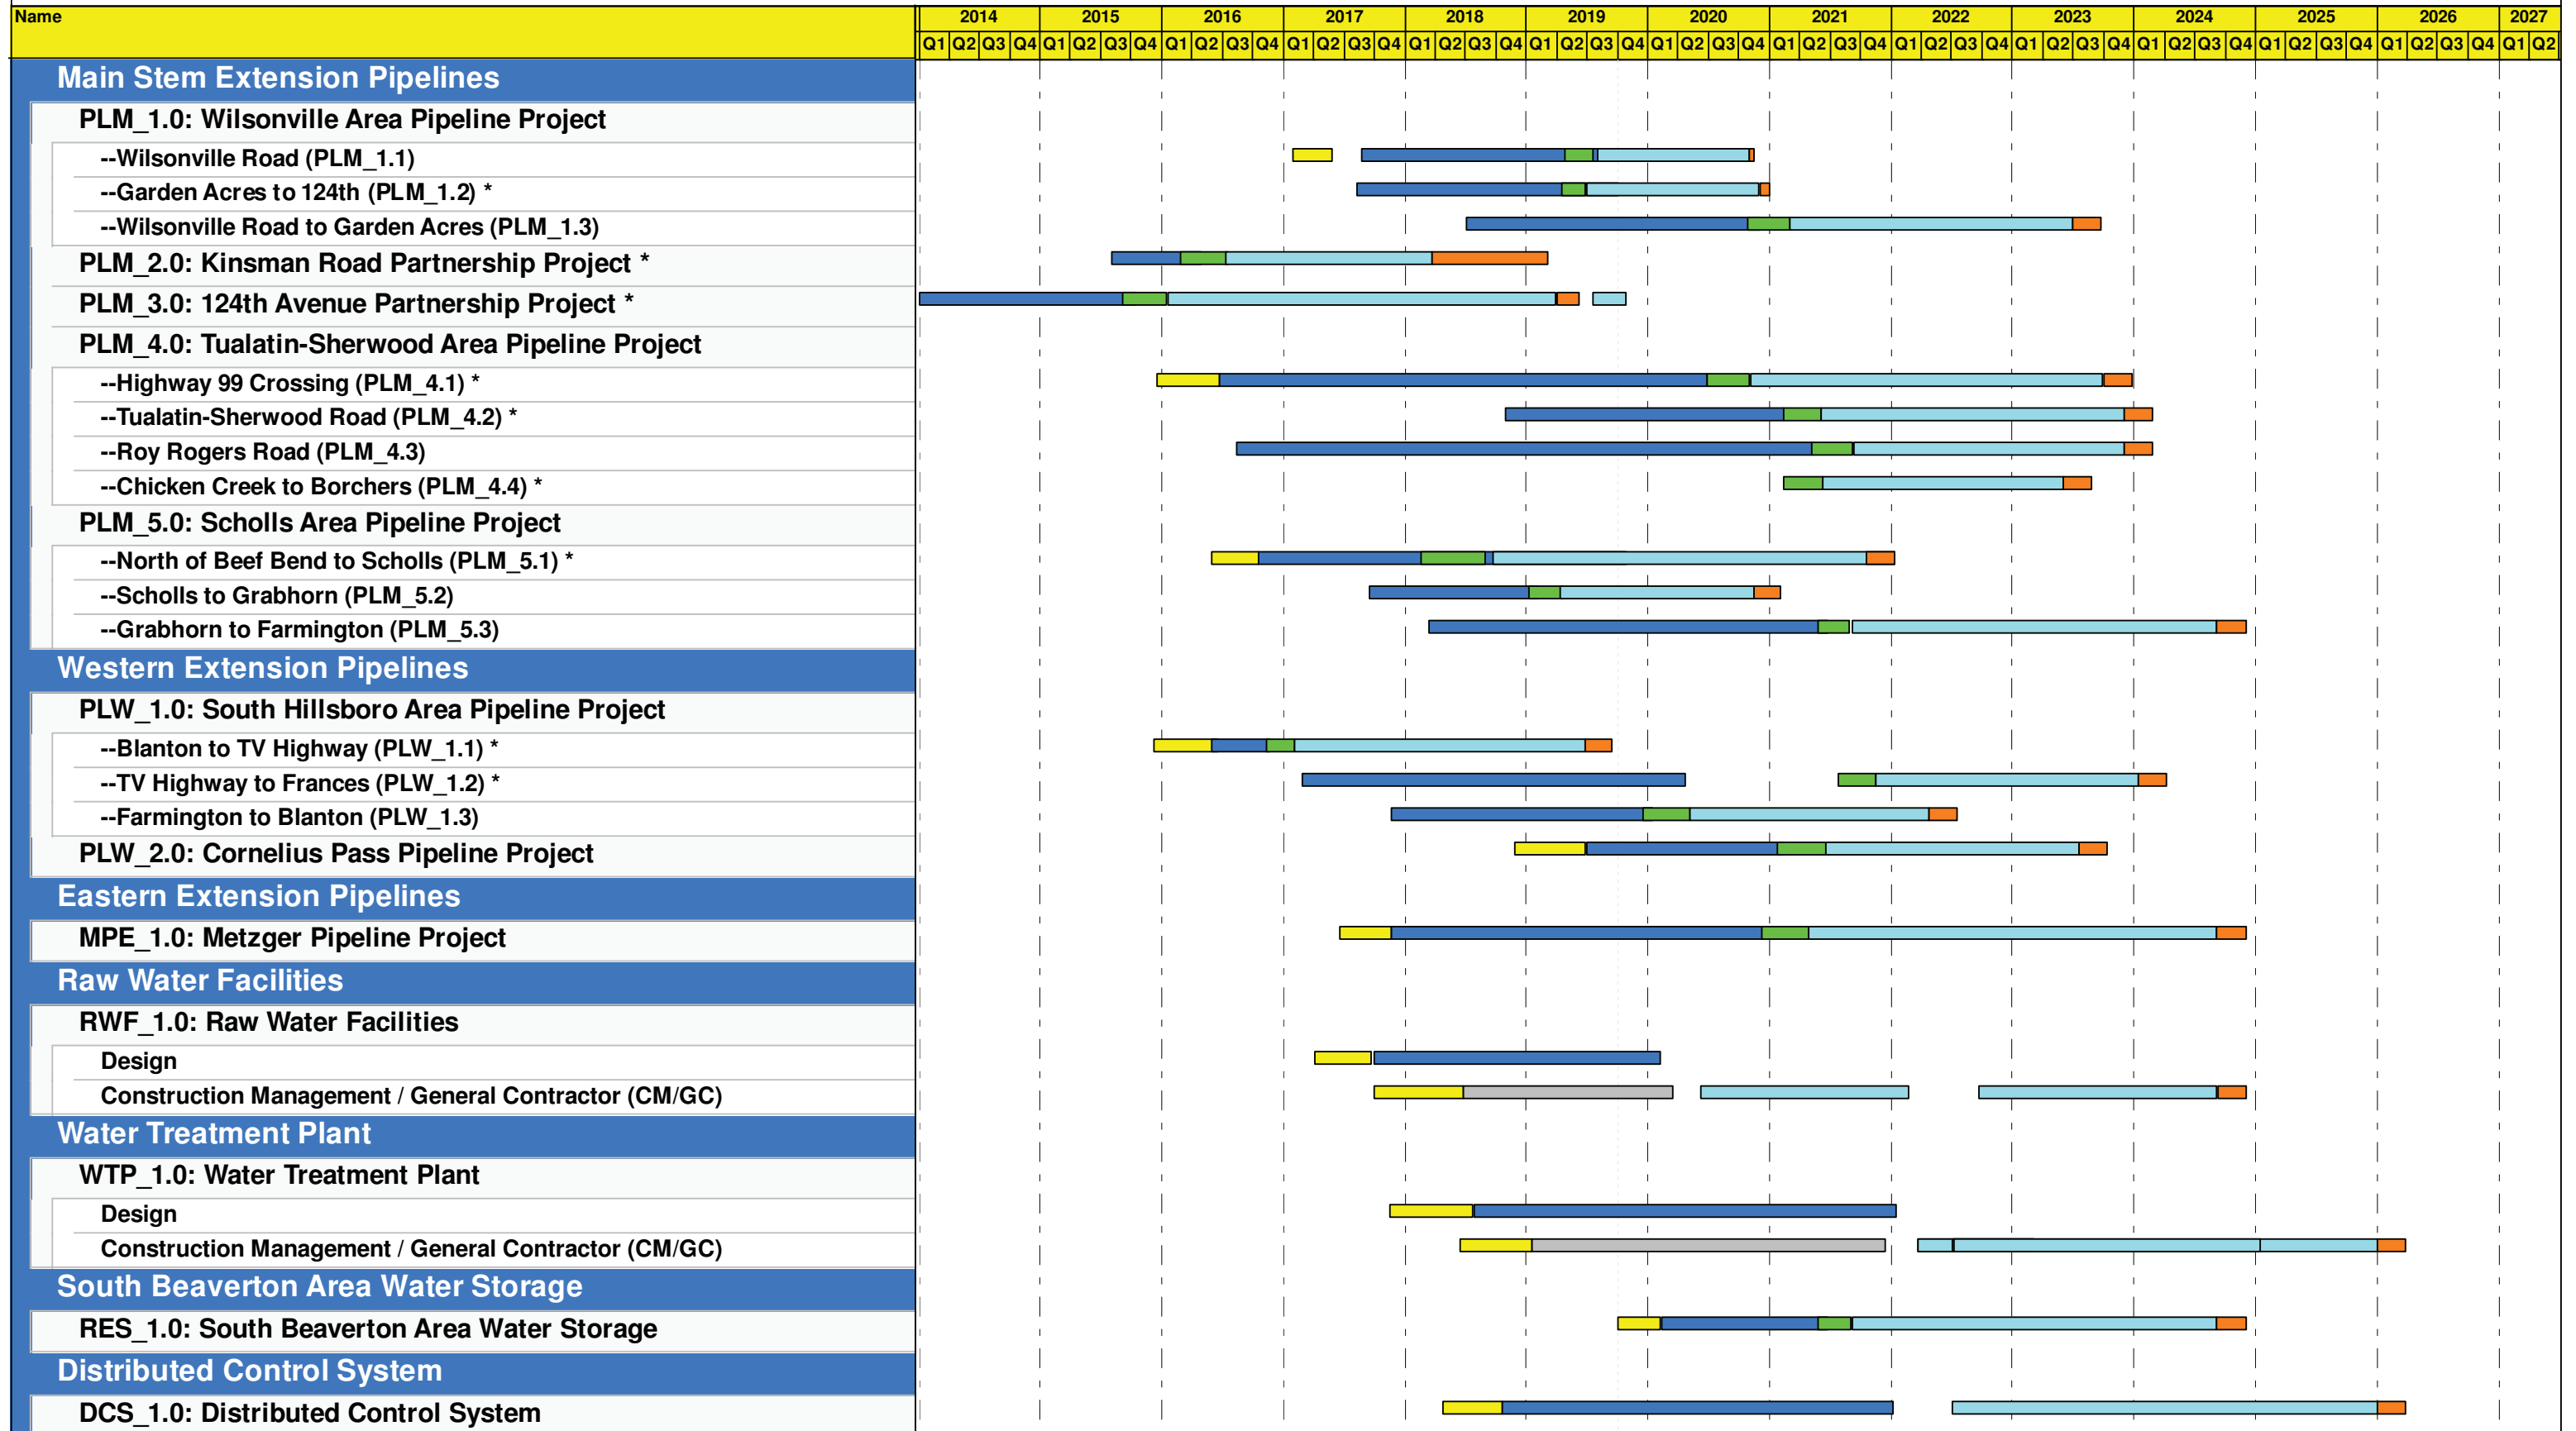 Name 2014 2015 2016 2017 2018 2019 2020 2021 2022 2023 2024 2025 2026 2027
Q1 Q2 Q3 Q4 Q1 Q2 Q3 Q4 Q1 Q2 Q3 Q4 Q1 Q2 Q3 Q4 Q1 Q2 Q3 Q4 Q1 Q2 Q3 Q4 Q1 Q2 Q3 Q4 Q1 Q2 Q3 Q4 Q1 Q2 Q3 Q4 Q1 Q2 Q3 Q4 Q1 Q2 Q3 Q4 Q1 Q2 Q3 Q4 Q1 Q2 Q3 Q4 Q1 Q2
Main Stem Extension Pipelines
PLM_1.0: Wilsonville Area Pipeline Project
--Wilsonville Road (PLM_1.1)
--Garden Acres to 124th (PLM_1.2) *
--Wilsonville Road to Garden Acres (PLM_1.3)
PLM_2.0: Kinsman Road Partnership Project *
PLM_3.0: 124th Avenue Partnership Project *
PLM_4.0: Tualatin-Sherwood Area Pipeline Project
--Highway 99 Crossing (PLM_4.1) *
--Tualatin-Sherwood Road (PLM_4.2) *
--Roy Rogers Road (PLM_4.3)
--Chicken Creek to Borchers (PLM_4.4) *
PLM_5.0: Scholls Area Pipeline Project
--North of Beef Bend to Scholls (PLM_5.1) *
--Scholls to Grabhorn (PLM_5.2)
--Grabhorn to Farmington (PLM_5.3)
Western Extension Pipelines
PLW_1.0: South Hillsboro Area Pipeline Project
--Blanton to TV Highway (PLW_1.1) *
--TV Highway to Frances (PLW_1.2) *
--Farmington to Blanton (PLW_1.3)
PLW_2.0: Cornelius Pass Pipeline Project
Eastern Extension Pipelines
MPE_1.0: Metzger Pipeline Project
Raw Water Facilities
RWF_1.0: Raw Water Facilities
Design
Construction Management / General Contractor (CM/GC)
Water Treatment Plant
WTP_1.0: Water Treatment Plant
Design
Construction Management / General Contractor (CM/GC)
South Beaverton Area Water Storage
RES_1.0: South Beaverton Area Water Storage
Distributed Control System
DCS_1.0: Distributed Control System